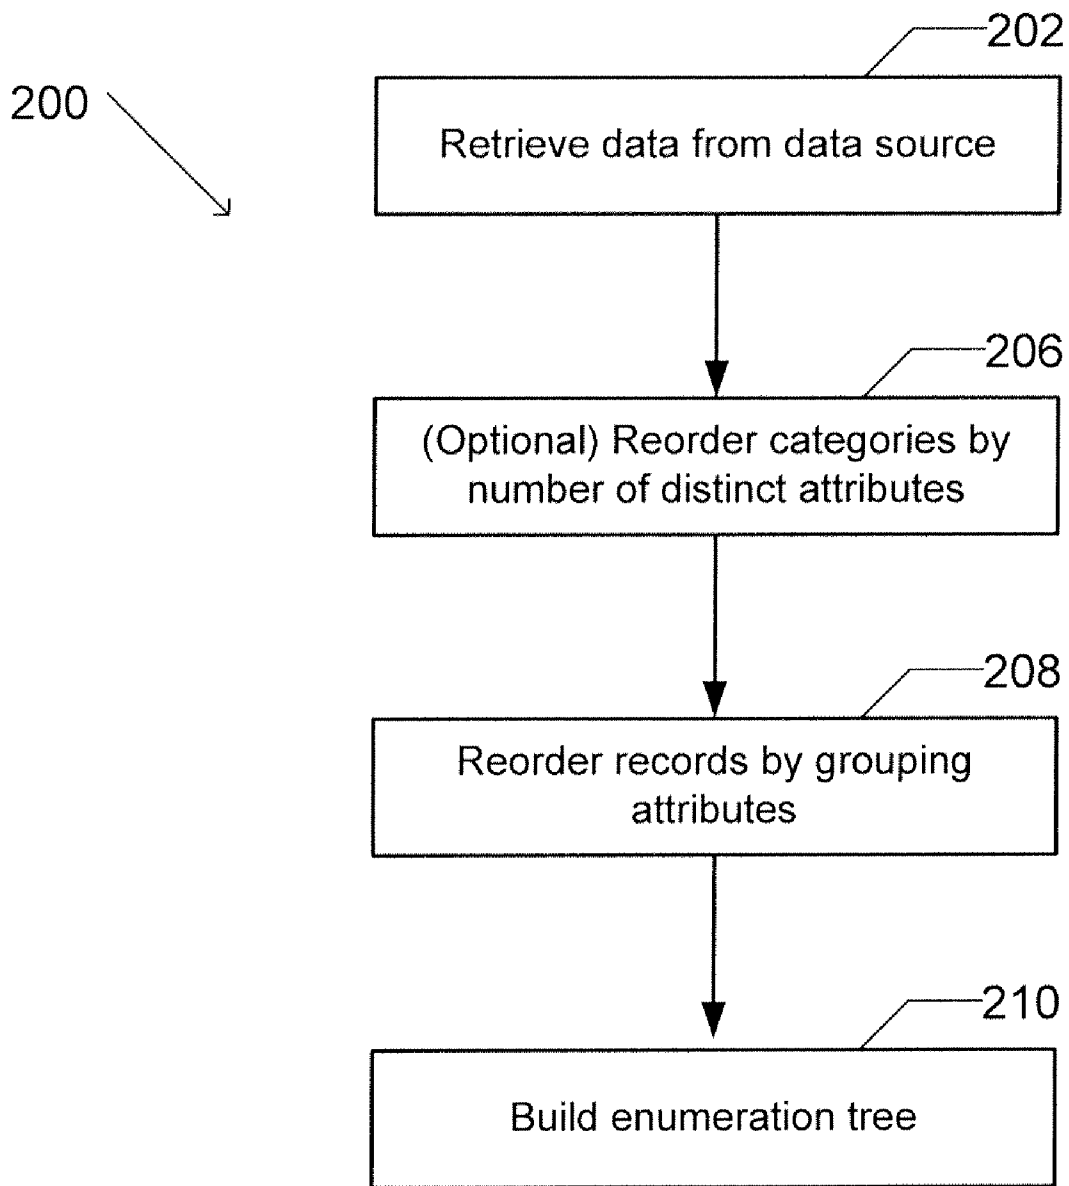 202
200
Retrieve data from data source
206
(Optional) Reorder categories by
number of distinct attributes
208
Reorder records by grouping
attributes
210
Build enumeration tree